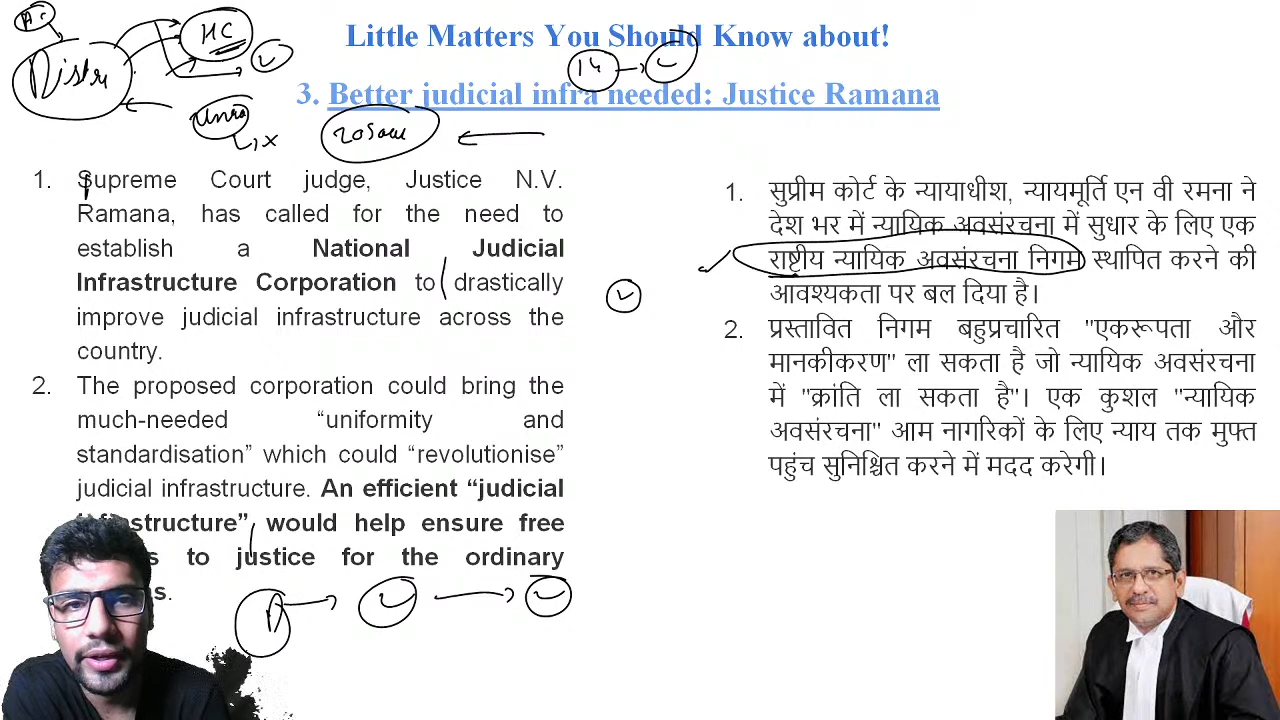 Little Matters You Should Know about!
3. Better judicial infra needed: Justice Ramana
HC
14
1. Supreme Court judge, Justice N.V.
Ramana, has called for the need to
establish a National Judicial
Infrastructure Corporation to drastically
improve judicial infrastructure across the
country.
2. The proposed corporation could bring the
much-needed "uniformity and
standardisation" which could "revolutionise"
judicial infrastructure. An efficient "judicial
infrastructure" would help ensure free
to justice for the ordinary
1. सुप्रीम कोर्ट के न्यायाधीश, न्यायमूर्ति एन वी रमना ने
देश भर में न्यायिक अवसंरचना में सुधार के लिए एक
राष्ट्रीय न्यायिक अवसंरचना निगम स्थापित करने की
आवश्यकता पर बल दिया है।
2. प्रस्तावित निगम बहुप्रचारित "एकरूपता और
मानकीकरण" ला सकता है जो न्यायिक अवसंरचना
में "क्रांति ला सकता है"। एक कुशल "न्यायिक
अवसंरचना" आम नागरिकों के लिए न्याय तक मुफ्त
पहुंच सुनिश्चित करने में मदद करेगी।